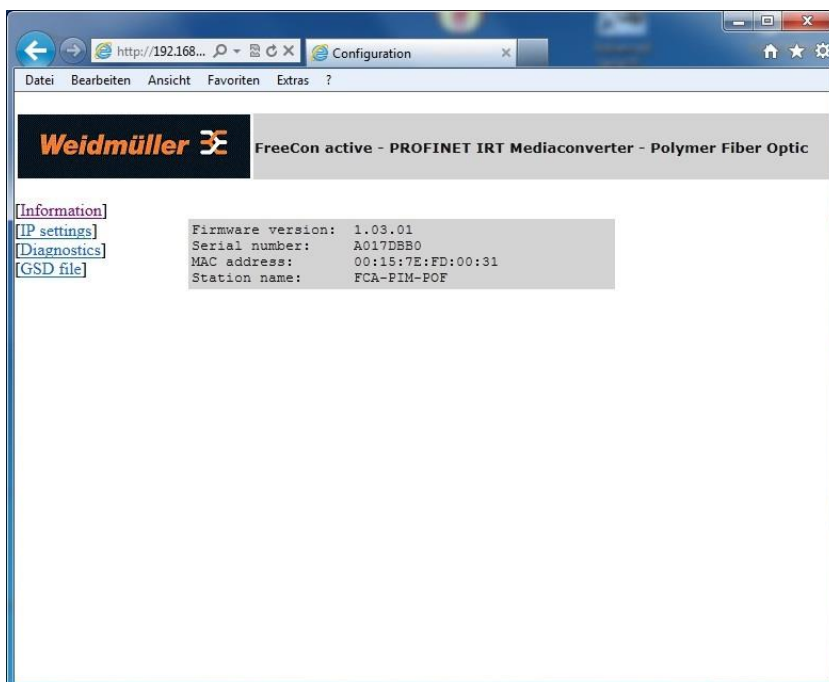 http://192.168...
Configuration
Datei Bearbeiten Ansicht Favoriten Extras ?
Weidmüller
FreeCon active - PROFINET IRT Mediaconverter - Polymer Fiber Optic
[Information]
[IP settings]
[Diagnostics]
[GSD file]
Firmware version: 1.03.01
Serial number: A017DBB0
MAC address: 00:15:7E:FD:00:31
Station name: FCA-PIM-POF